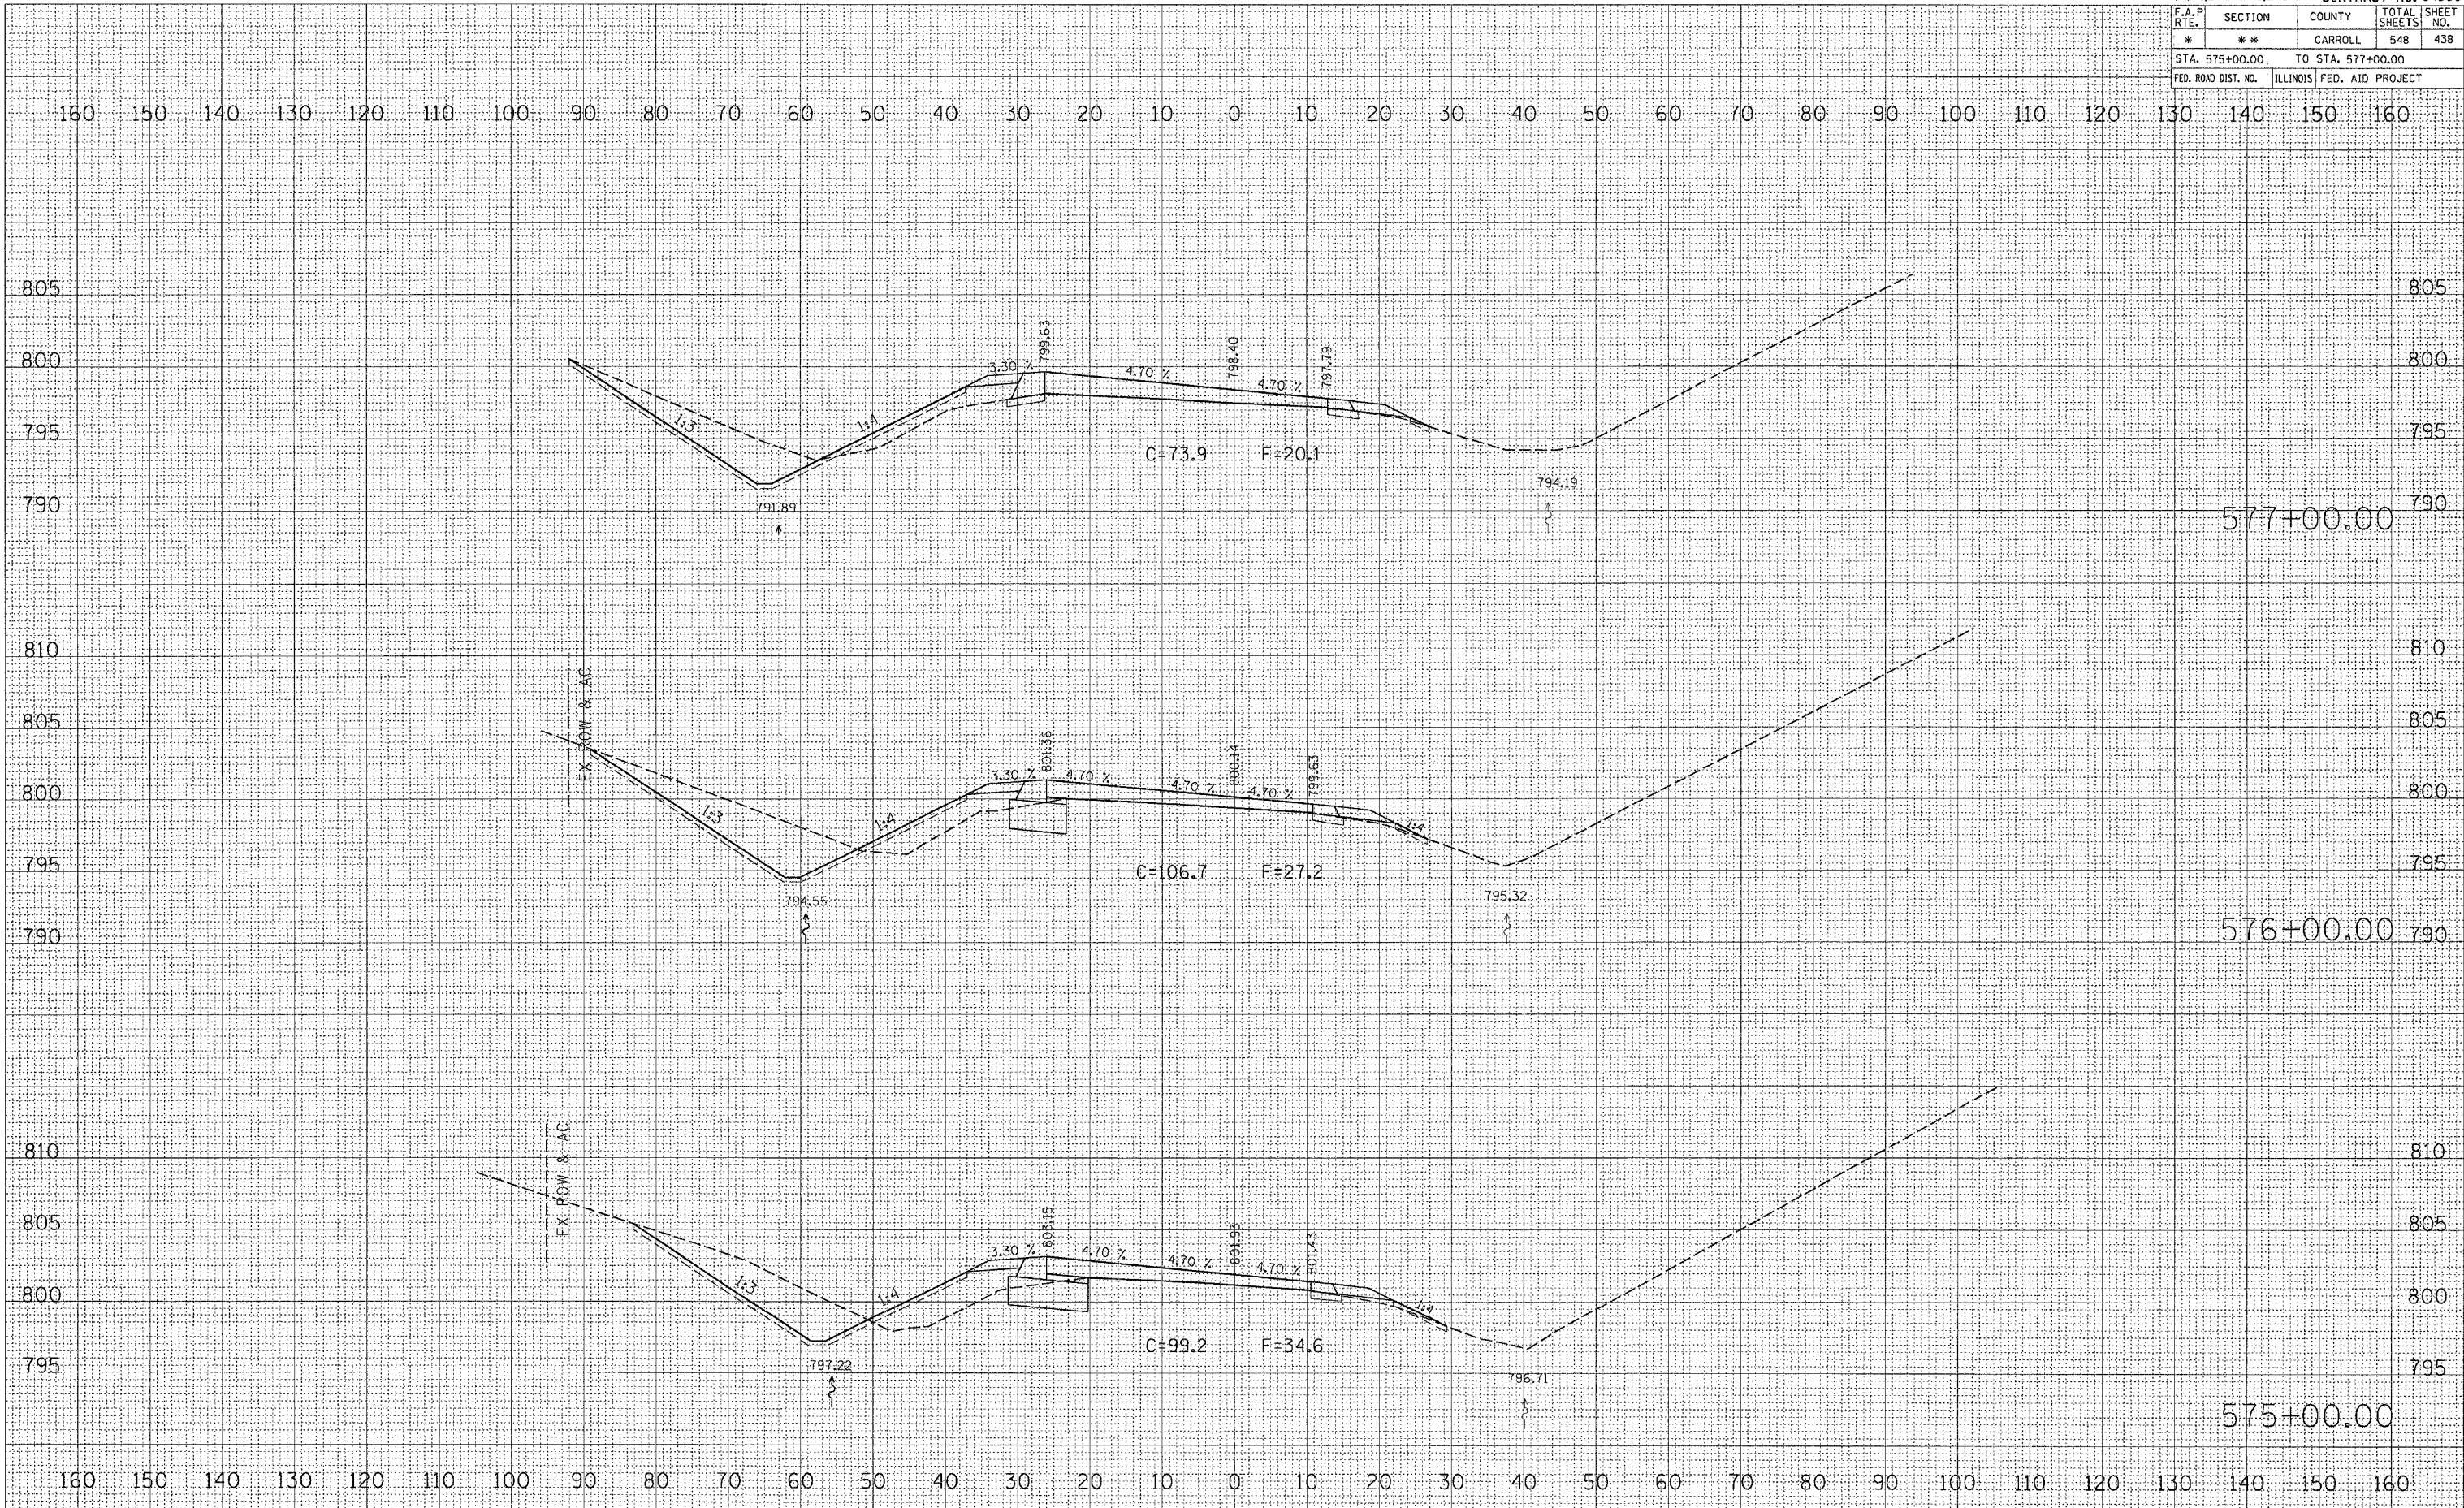 F.A.P. RTE. SECTION COUNTY TOTAL SHEETS SHEET NO.
* ** CARROLL 548 438
STA. 575+00.00 TO STA. 577+00.00
FED. ROAD DIST. NO. ILLINOIS FED. AID PROJECT
160 150 140 130 120 110 100 90 80 70 60 50 40 30 20 10 0 10 20 30 40 50 60 70 80 90 100 110 120 130 140 150 160
805 805
800 800
795 795
790 790
1:3 1:4 3.30 % 799.63 4.70 % 798.40 4.70 % 797.79
C=73.9 F=20.1
791.89 794.19
577+00.00
810 810
805 805
800 800
795 795
790 790
EX ROW & AC
1:3 1:4 3.30 % 801.36 4.70 % 4.70 % 800.14 4.70 % 799.63 1:4
C=106.7 F=27.2
794.55 795.32
576+00.00
810 810
805 805
800 800
795 795
EX ROW & AC
1:3 1:4 3.30 % 803.15 4.70 % 4.70 % 801.93 4.70 % 801.43 1:4
C=99.2 F=34.6
797.22 796.71
575+00.00
160 150 140 130 120 110 100 90 80 70 60 50 40 30 20 10 0 10 20 30 40 50 60 70 80 90 100 110 120 130 140 150 160